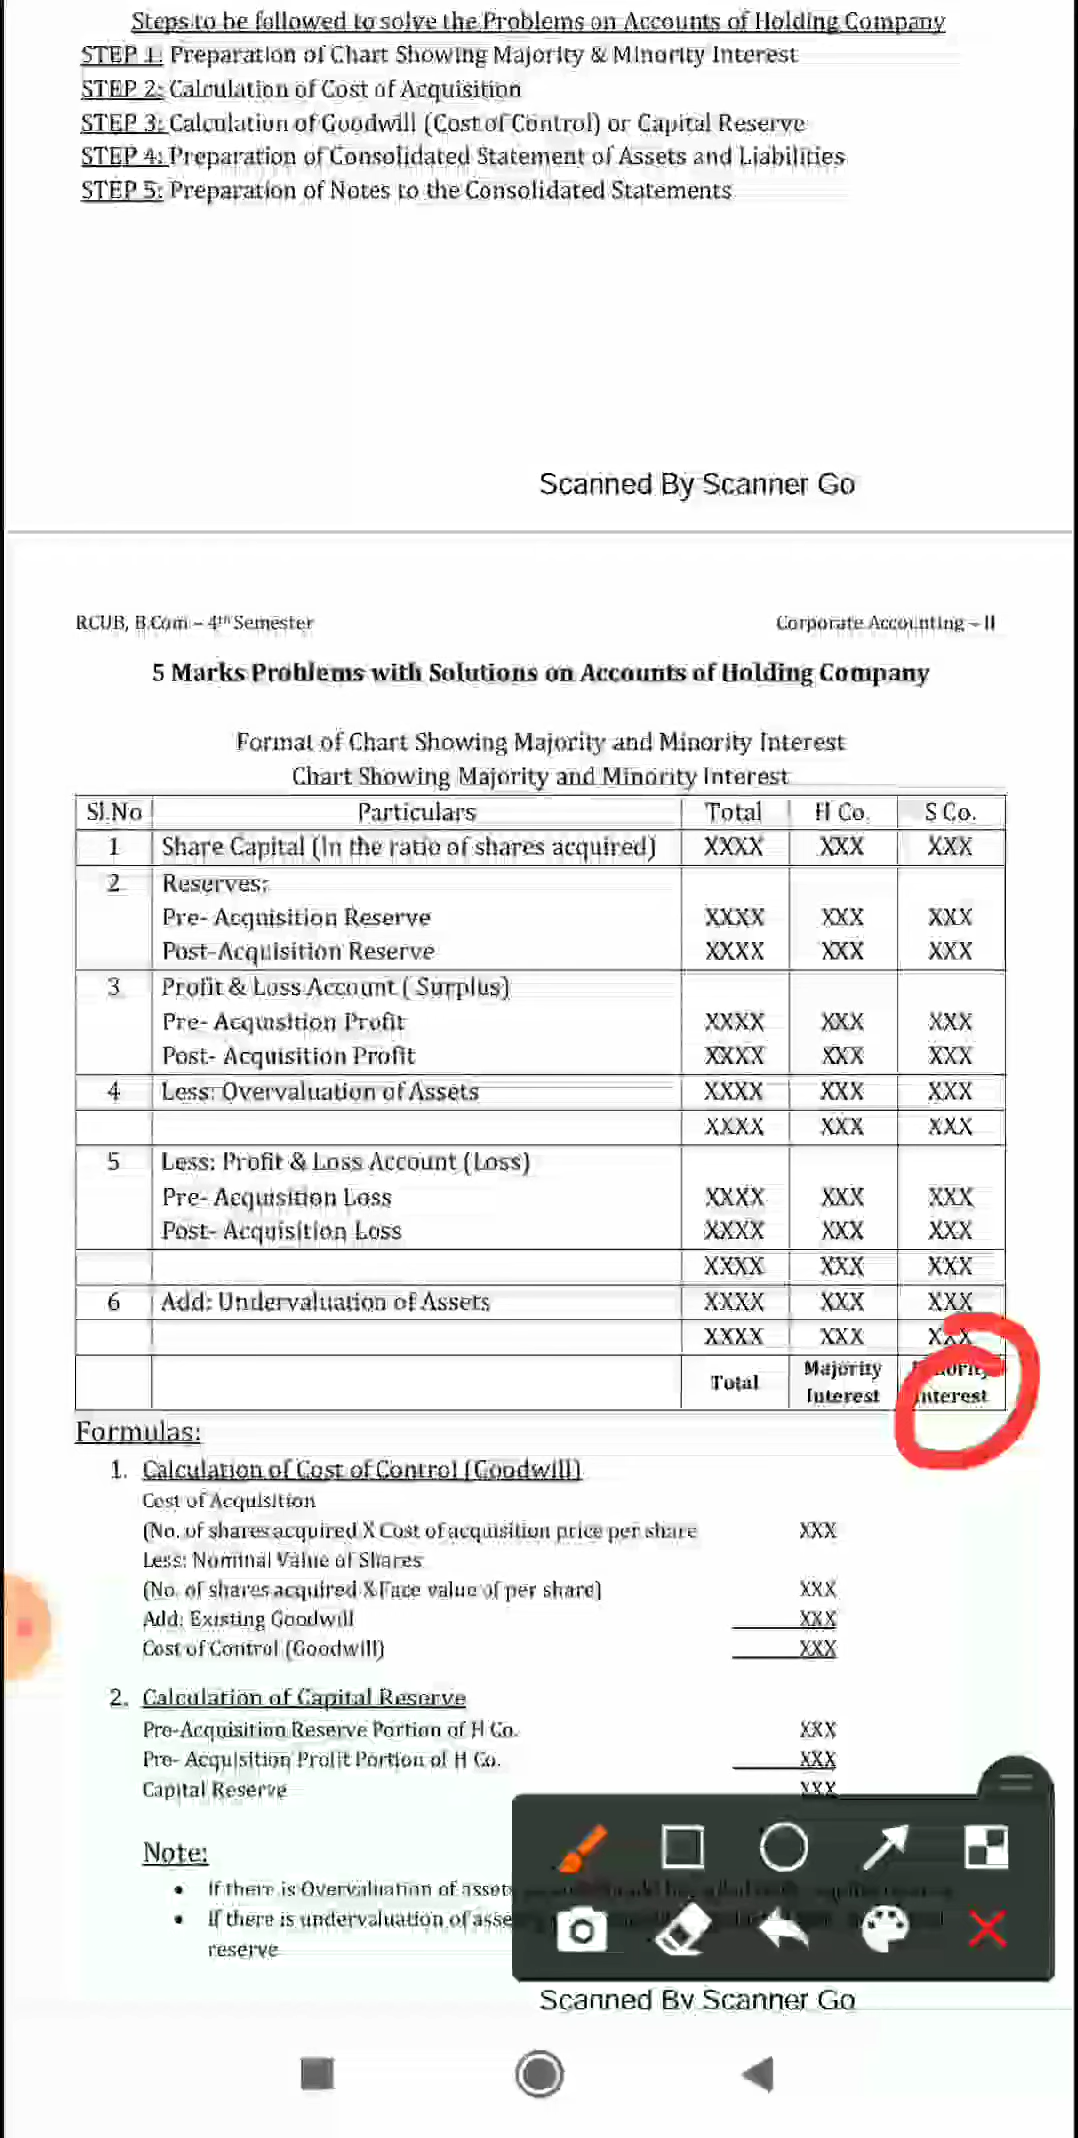 Steps to be followed to solve the Problems on Accounts of Holding Company
STEP 1: Preparation of Chart Showing Majority & Minority Interest
STEP 2: Calculation of Cost of Acquisition
STEP 3: Calculation of Goodwill (Cost of Control) or Capital Reserve
STEP 4: Preparation of Consolidated Statement of Assets and Liabilities
STEP 5: Preparation of Notes to the Consolidated Statements
Scanned By Scanner Go
RCUB, B.Com – 4th Semester Corporate Accounting – II
5 Marks Problems with Solutions on Accounts of Holding Company
Format of Chart Showing Majority and Minority Interest
Chart Showing Majority and Minority Interest
Sl.No Particulars Total H Co. S Co.
1 Share Capital (In the ratio of shares acquired) XXXX XXX XXX
2 Reserves:
Pre- Acquisition Reserve XXXX XXX XXX
Post-Acquisition Reserve XXXX XXX XXX
3 Profit & Loss Account ( Surplus)
Pre- Acquisition Profit XXXX XXX XXX
Post- Acquisition Profit XXXX XXX XXX
4 Less: Overvaluation of Assets XXXX XXX XXX
XXXX XXX XXX
5 Less: Profit & Loss Account (Loss)
Pre- Acquisition Loss XXXX XXX XXX
Post- Acquisition Loss XXXX XXX XXX
XXXX XXX XXX
6 Add: Undervaluation of Assets XXXX XXX XXX
XXXX XXX XXX
Total Majority Interest Interest
Formulas:
1. Calculation of Cost of Control (Goodwill)
Cost of Acquisition
(No. of shares acquired X Cost of acquisition price per share XXX
Less: Nominal Value of Shares
(No. of shares acquired X Face value of per share) XXX
Add: Existing Goodwill XXX
Cost of Control (Goodwill) XXX
2. Calculation of Capital Reserve
Pre-Acquisition Reserve Portion of H Co. XXX
Pre- Acquisition Profit Portion of H Co. XXX
Capital Reserve XXX
Note:
• If there is Overvaluation of assets
• If there is undervaluation of
reserve
Scanned By Scanner Go